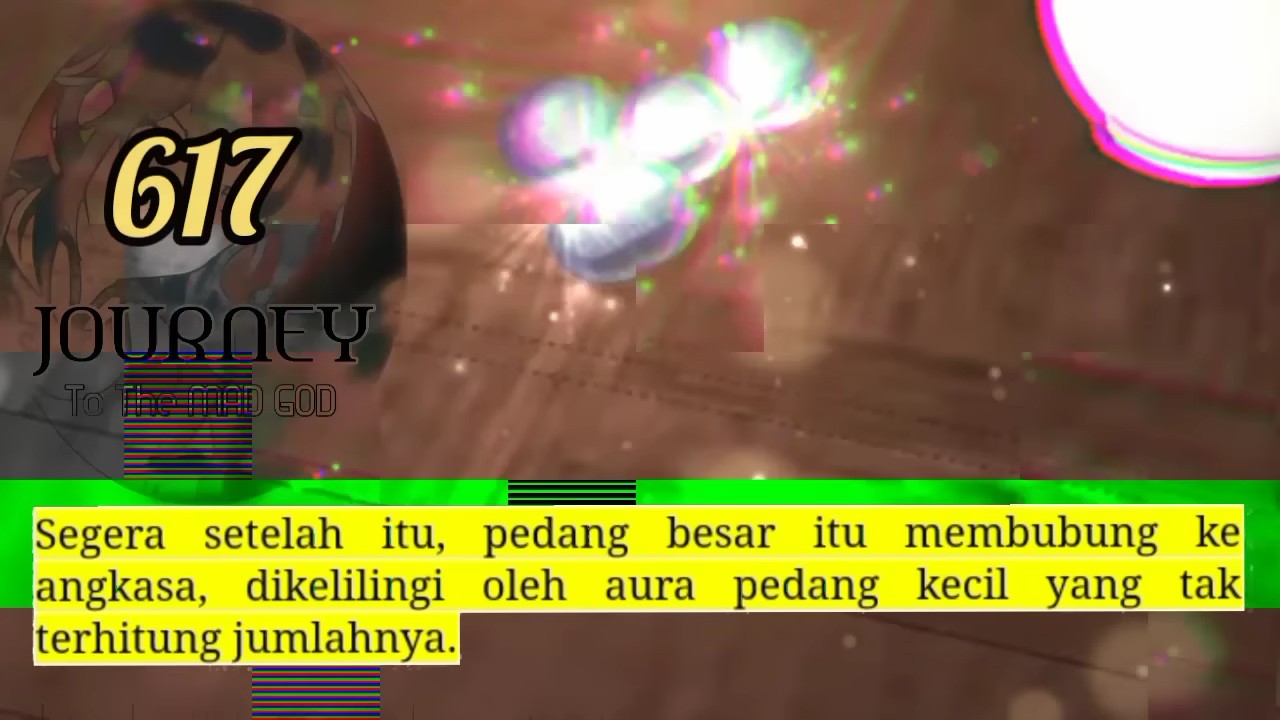 617
JOURNEY
To The MAD GOD
Segera setelah itu, pedang besar itu membubung ke
angkasa, dikelilingi oleh aura pedang kecil yang tak
terhitung jumlahnya.